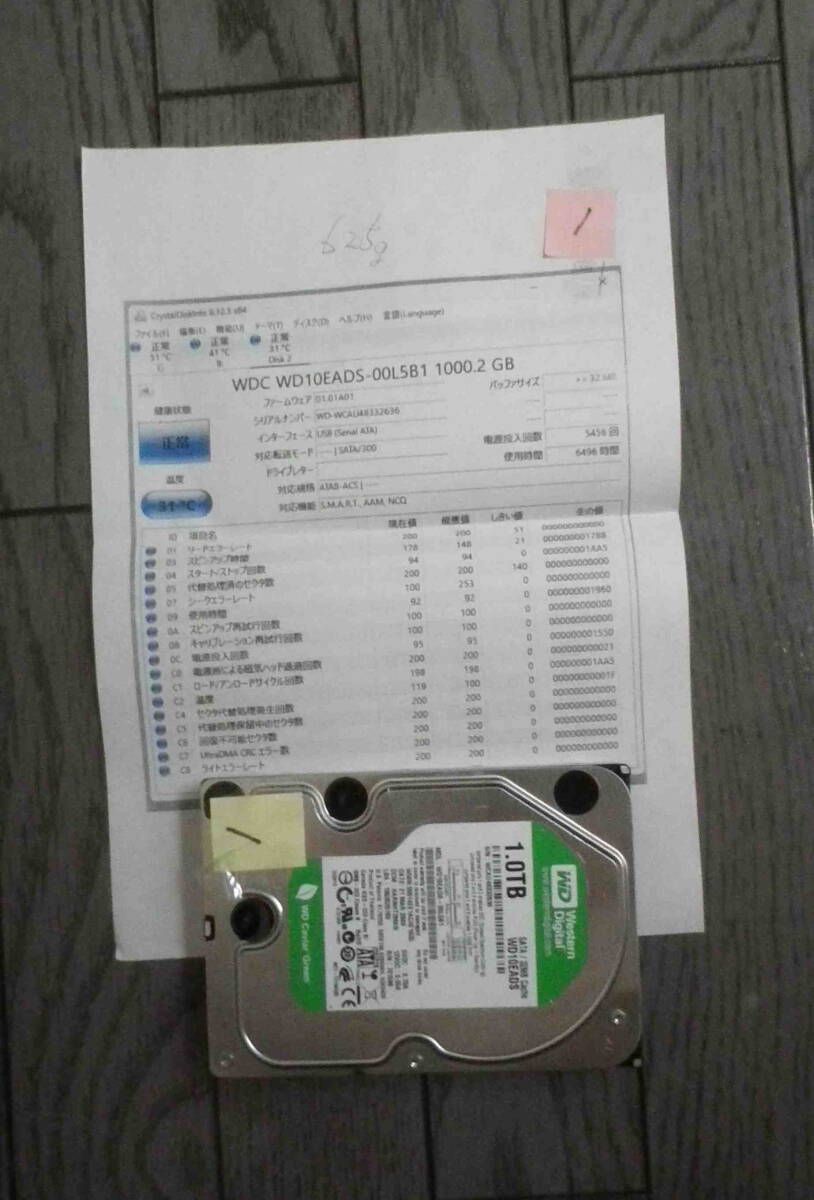 625g
1
CrystalDiskInfo 8.12.3 x64
ファイル(F) 編集(E) 機能(U) テーマ(T) ディスク(D) ヘルプ(H) 言語(Language)
正常 正常 正常
31 °C 41 °C 31 °C
Disk 2
WDC WD10EADS-00L5B1 1000.2 GB
健康状態
正常
温度
31 °C
ファームウェア 01.01A01
バッファサイズ >= 32 MB
シリアルナンバー WD-WCAU48332636
----
インターフェース USB (Serial ATA)
----
対応転送モード ---- | SATA/300
電源投入回数 5456 回
ドライブレター
使用時間 6496 時間
対応規格 ATA8-ACS | ----
対応機能 S.M.A.R.T., AAM, NCQ
ID 項目名 現在値 最悪値 しきい値 生の値
01 リードエラーレート 200 200 51 000000000000
03 スピンアップ時間 178 148 21 00000000178B
04 スタート/ストップ回数 94 94 0 000000001AA5
05 代替処理済のセクタ数 200 200 140 000000000000
07 シークエラーレート 100 253 0 000000000000
09 使用時間 92 92 0 000000001960
0A スピンアップ再試行回数 100 100 0 000000000000
0B キャリブレーション再試行回数 100 100 0 000000000000
0C 電源投入回数 95 95 0 000000001550
C0 電源断による磁気ヘッド退避回数 200 200 0 000000000021
C1 ロード/アンロードサイクル回数 198 198 0 000000001AA5
C2 温度 119 100 0 00000000001F
C4 セクタ代替処理発生回数 200 200 0 000000000000
C5 代替処理保留中のセクタ数 200 200 0 000000000000
C6 回復不可能セクタ数 200 200 0 000000000000
C7 UltraDMA CRC エラー数 200 200 0 000000000000
C8 ライトエラーレート 200 200 0 000000000000
1
WD Western Digital
1.0TB
SATA / 32MB Cache
WD10EADS
WD Caviar Green